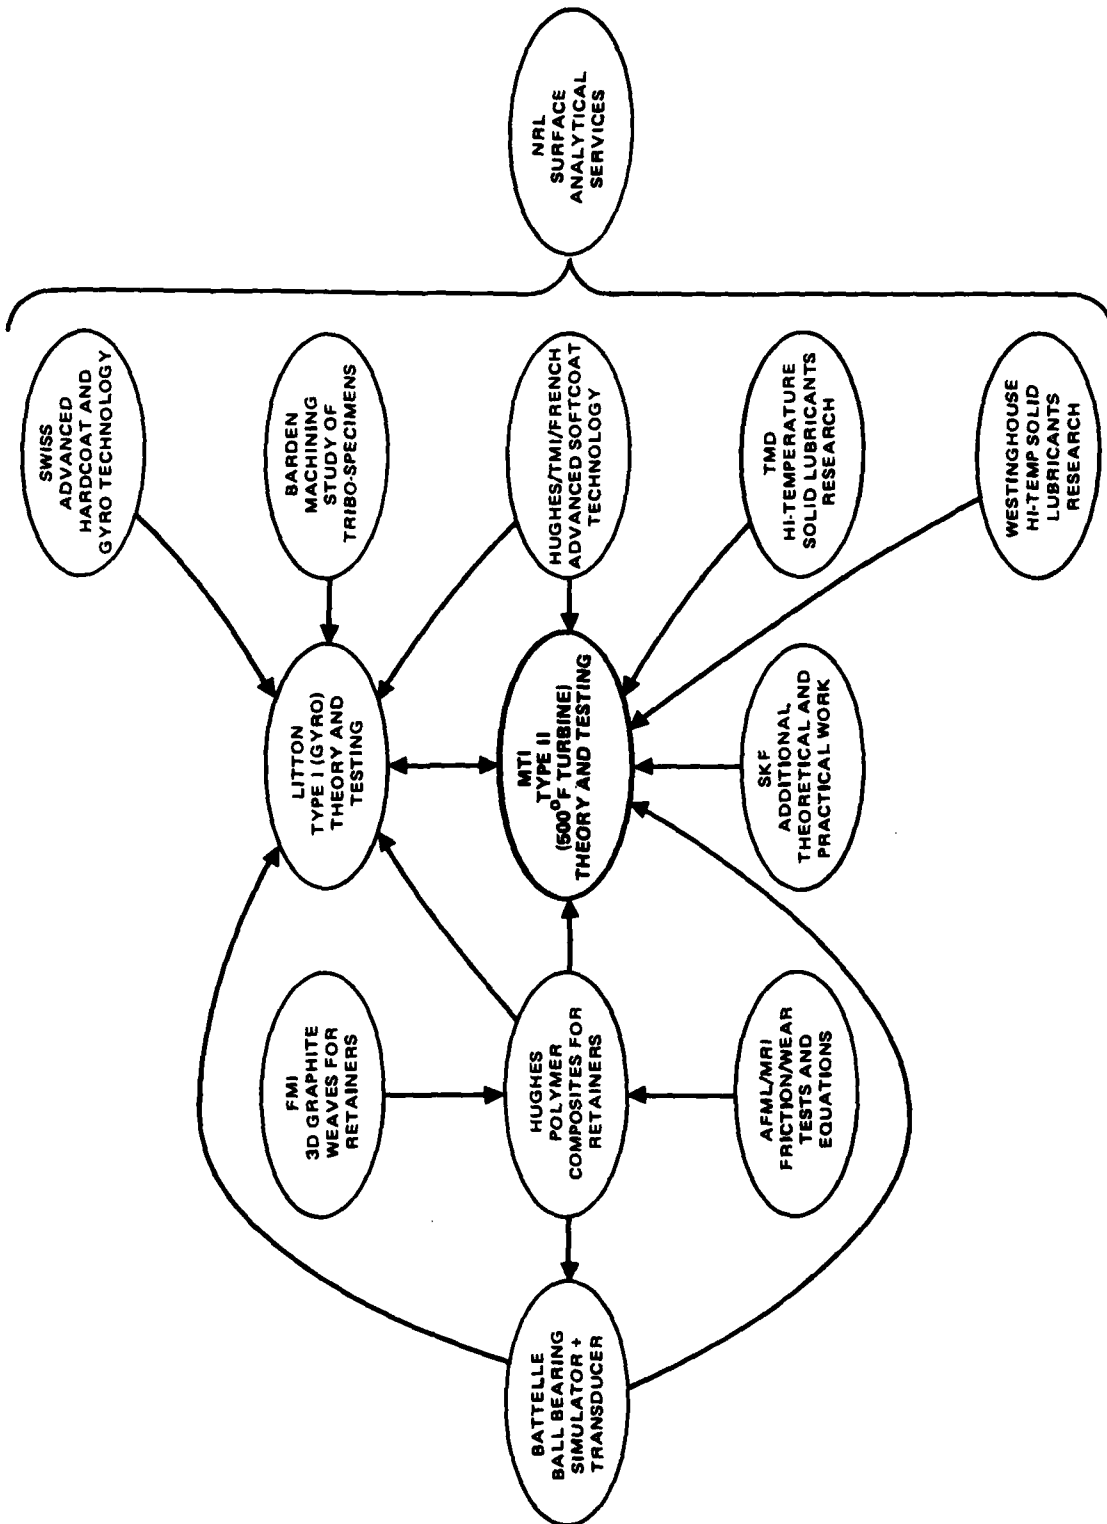 SWISS
ADVANCED
HARDCOAT AND
GYRO TECHNOLOGY
BARDEN
MACHINING
STUDY OF
TRIBO-SPECIMENS
HUGHES/TMI/FRENCH
ADVANCED SOFTCOAT
TECHNOLOGY
TMD
HI-TEMPERATURE
SOLID LUBRICANTS
RESEARCH
WESTINGHOUSE
HI-TEMP SOLID
LUBRICANTS
RESEARCH
NRL
SURFACE
ANALYTICAL
SERVICES
LITTON
TYPE I (GYRO)
THEORY AND
TESTING
MTI
TYPE II
(500°F TURBINE)
THEORY AND TESTING
SKF
ADDITIONAL
THEORETICAL AND
PRACTICAL WORK
FMI
3D GRAPHITE
WEAVES FOR
RETAINERS
HUGHES
POLYMER
COMPOSITES FOR
RETAINERS
AFML/MRI
FRICTION/WEAR
TESTS AND
EQUATIONS
BATTELLE
BALL BEARING
SIMULATOR +
TRANSDUCER